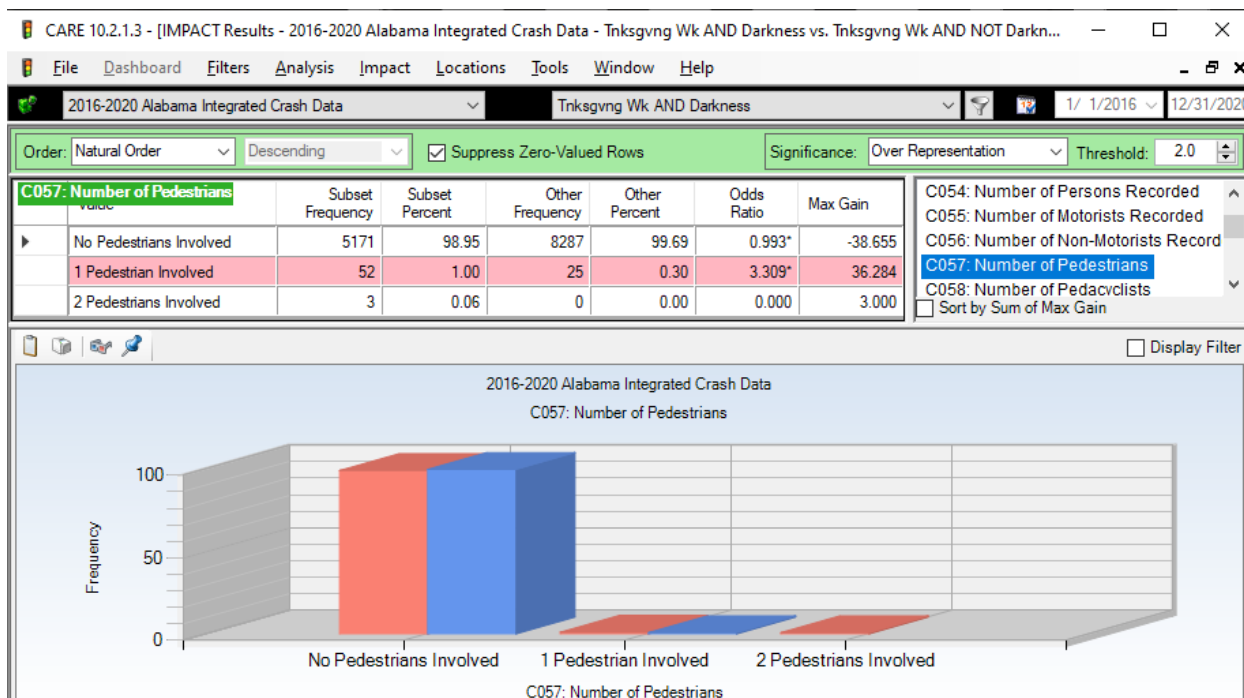 CARE 10.2.1.3 - [IMPACT Results - 2016-2020 Alabama Integrated Crash Data - Tnksgvng Wk AND Darkness vs. Tnksgvng Wk AND NOT Darkn...
File Dashboard Filters Analysis Impact Locations Tools Window Help
2016-2020 Alabama Integrated Crash Data Tnksgvng Wk AND Darkness 1/ 1/2016 12/31/2020
Order: Natural Order Descending Suppress Zero-Valued Rows Significance: Over Representation Threshold: 2.0
C057: Number of Pedestrians
Value Subset Frequency Subset Percent Other Frequency Other Percent Odds Ratio Max Gain
No Pedestrians Involved 5171 98.95 8287 99.69 0.993* -38.655
1 Pedestrian Involved 52 1.00 25 0.30 3.309* 36.284
2 Pedestrians Involved 3 0.06 0 0.00 0.000 3.000
C054: Number of Persons Recorded
C055: Number of Motorists Recorded
C056: Number of Non-Motorists Record
C057: Number of Pedestrians
C058: Number of Pedacyclists
Sort by Sum of Max Gain
Display Filter
2016-2020 Alabama Integrated Crash Data
C057: Number of Pedestrians
100
50
0
Frequency
No Pedestrians Involved 1 Pedestrian Involved 2 Pedestrians Involved
C057: Number of Pedestrians